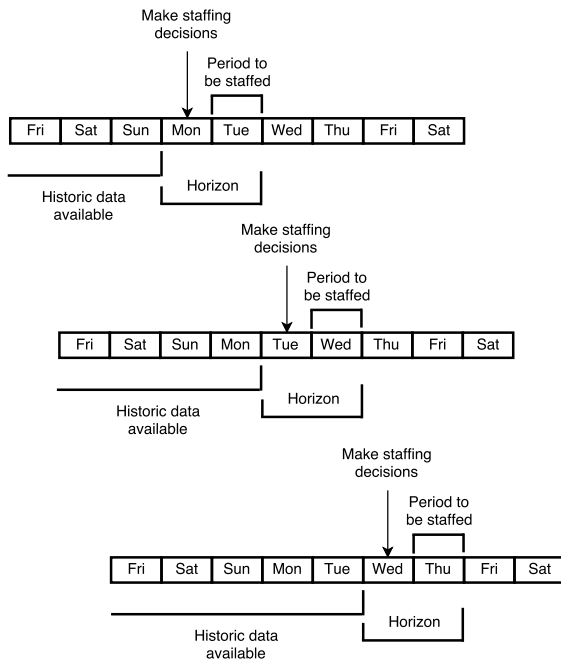 Make staffing
decisions
Period to
be staffed
Fri Sat Sun Mon Tue Wed Thu Fri Sat
Historic data
available
Horizon
Make staffing
decisions
Period to
be staffed
Fri Sat Sun Mon Tue Wed Thu Fri Sat
Historic data
available
Horizon
Make staffing
decisions
Period to
be staffed
Fri Sat Sun Mon Tue Wed Thu Fri Sat
Historic data
available
Horizon